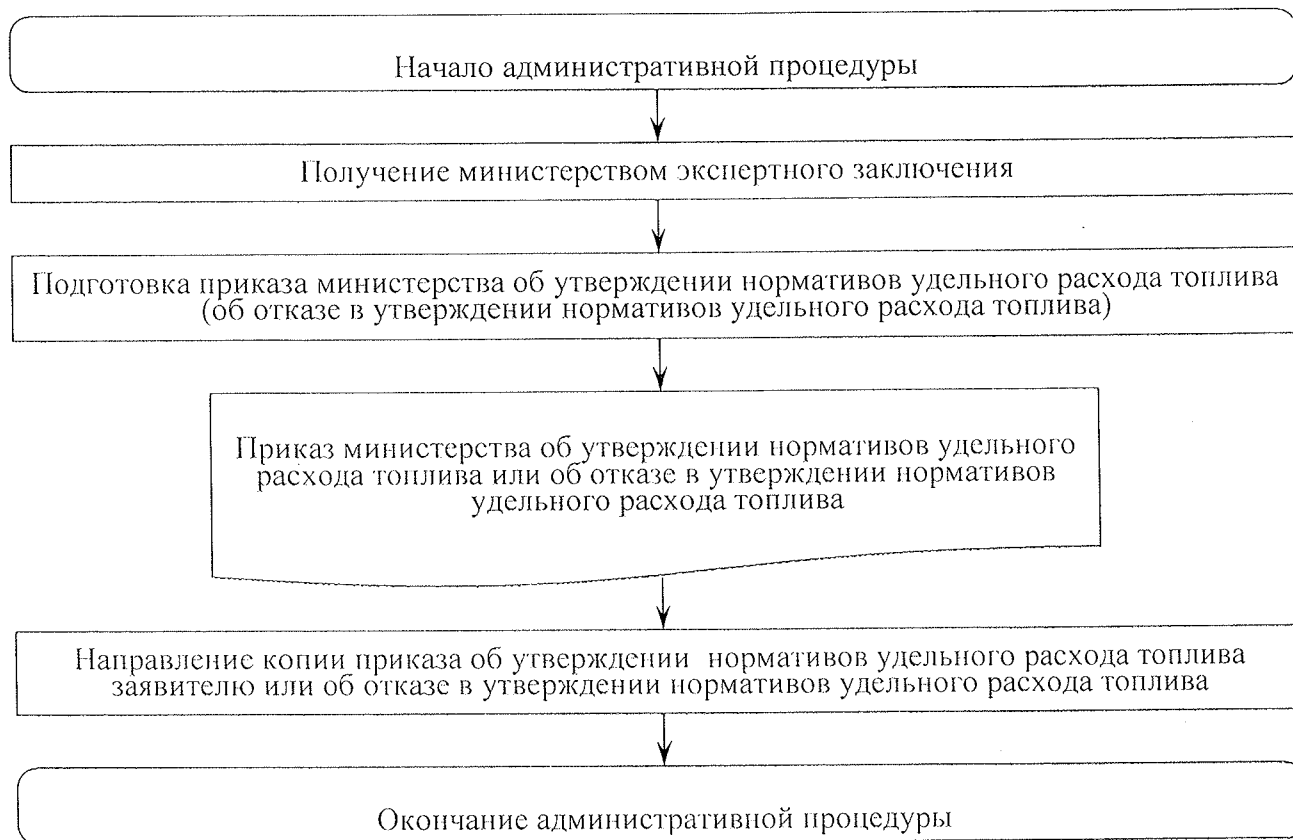 Начало административной процедуры
Получение министерством экспертного заключения
Подготовка приказа министерства об утверждении нормативов удельного расхода топлива
(об отказе в утверждении нормативов удельного расхода топлива)
Приказ министерства об утверждении нормативов удельного
расхода топлива или об отказе в утверждении нормативов
удельного расхода топлива
Направление копии приказа об утверждении нормативов удельного расхода топлива
заявителю или об отказе в утверждении нормативов удельного расхода топлива
Окончание административной процедуры